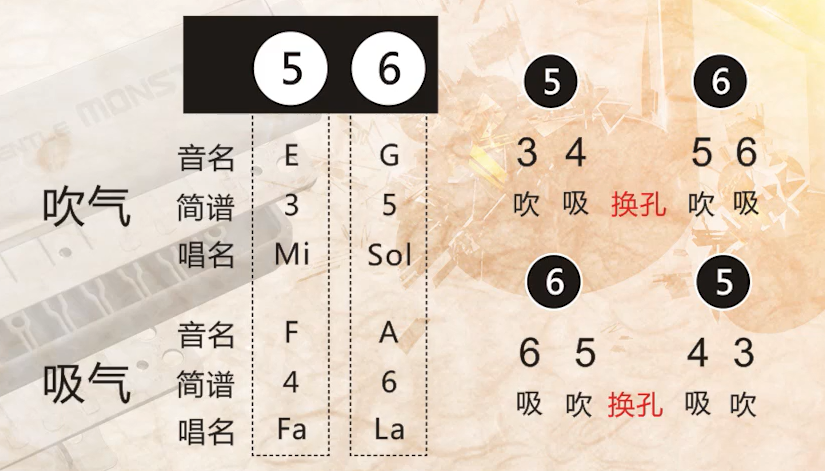 ENTLE MONST
5 6
音名 E G
吹气 简谱 3 5
唱名 Mi Sol
音名 F A
吸气 简谱 4 6
唱名 Fa La
5 6
3 4 5 6
吹 吸 换孔 吹 吸
6 5
6 5 4 3
吸 吹 换孔 吸 吹